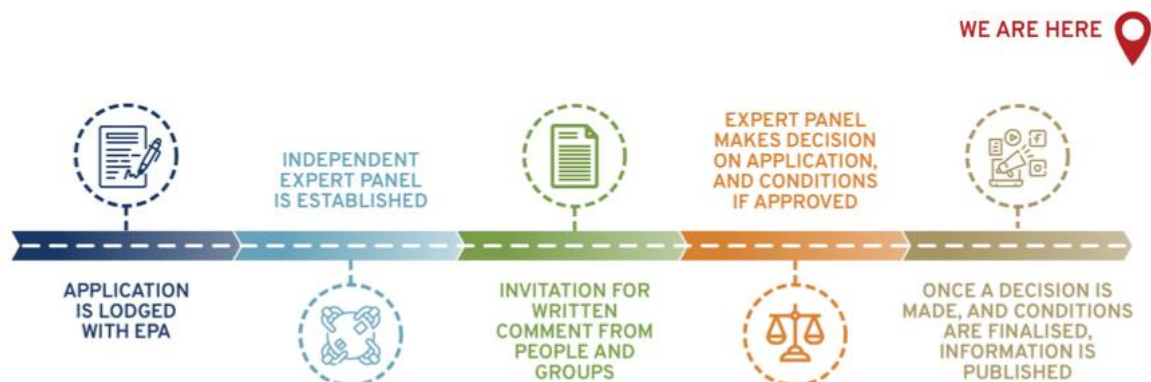 WE ARE HERE
APPLICATION
IS LODGED
WITH EPA
INDEPENDENT
EXPERT PANEL
IS ESTABLISHED
INVITATION FOR
WRITTEN
COMMENT FROM
PEOPLE AND
GROUPS
EXPERT PANEL
MAKES DECISION
ON APPLICATION,
AND CONDITIONS
IF APPROVED
ONCE A DECISION IS
MADE, AND CONDITIONS
ARE FINALISED,
INFORMATION IS
PUBLISHED